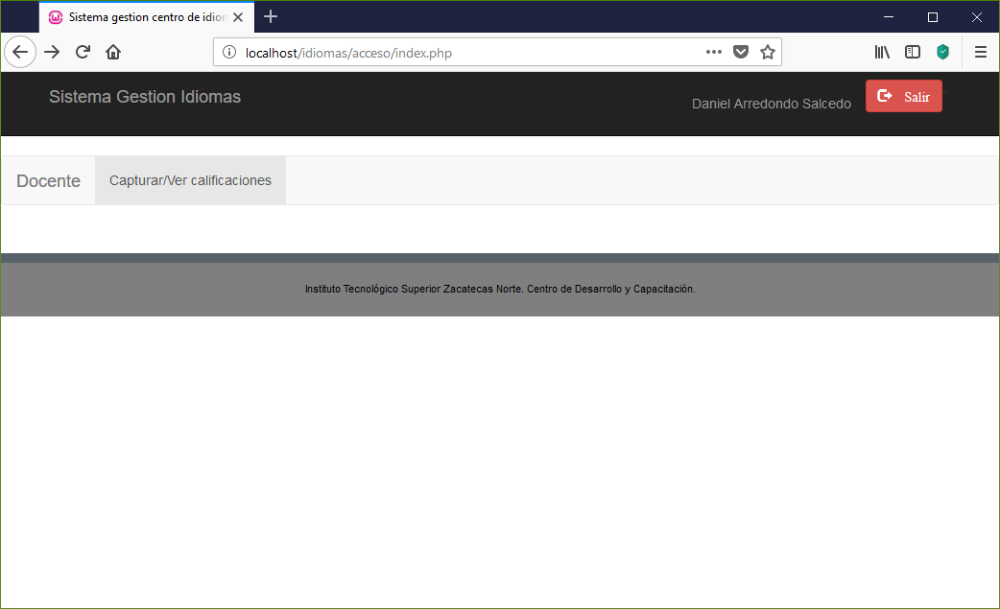 Sistema gestion centro de idion
localhost/idiomas/acceso/index.php
Sistema Gestion Idiomas
Daniel Arredondo Salcedo
Salir
Docente
Capturar/Ver calificaciones
Instituto Tecnológico Superior Zacatecas Norte. Centro de Desarrollo y Capacitación.